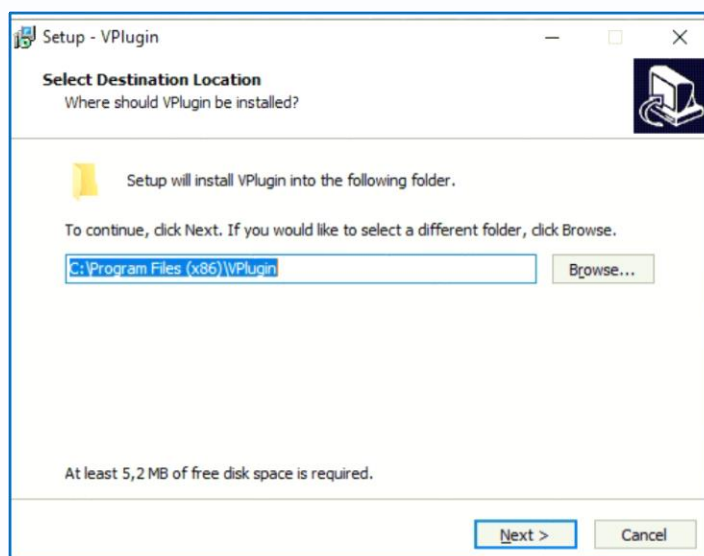 Setup - VPlugin
Select Destination Location
Where should VPlugin be installed?
Setup will install VPlugin into the following folder.
To continue, click Next. If you would like to select a different folder, click Browse.
C:\Program Files (x86)\VPlugin
Browse...
At least 5,2 MB of free disk space is required.
Next >
Cancel